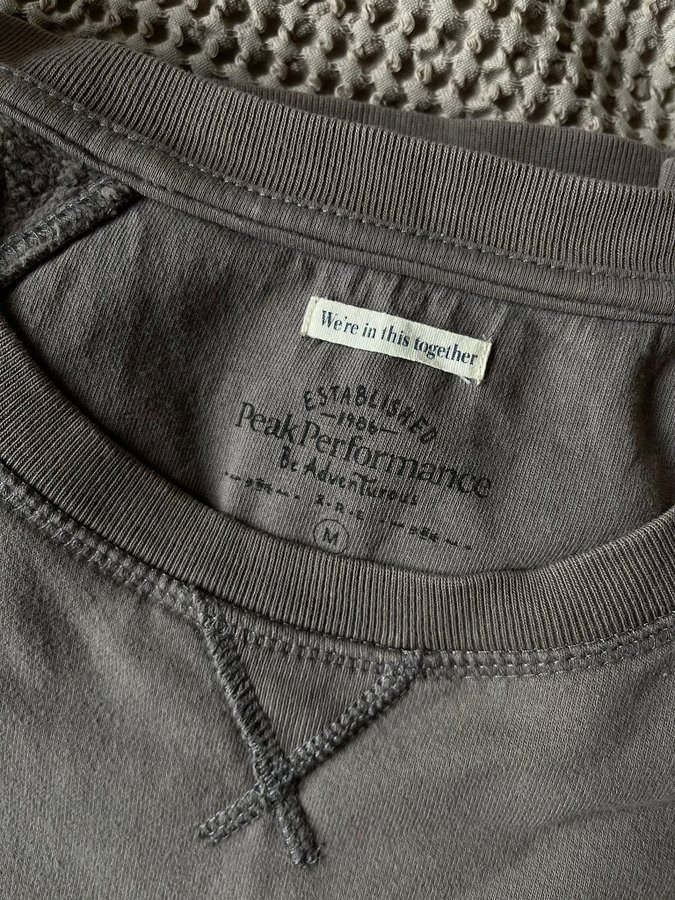 We're in this together
ESTABLISHED
1986
Peak Performance
Be Adventurous
M